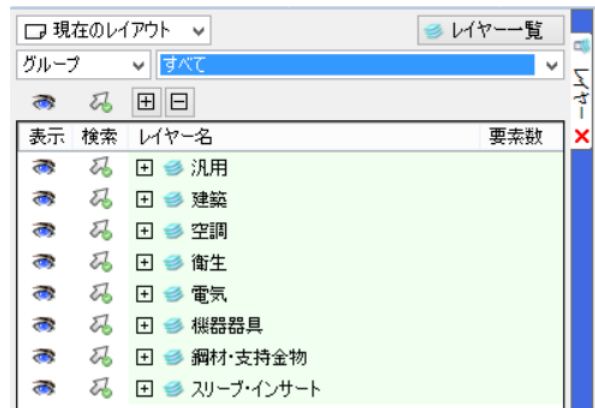 現在のレイアウト
レイヤー一覧
グループ
すべて
レイヤー
表示 検索 レイヤー名 要素数
汎用
建築
空調
衛生
電気
機器器具
鋼材・支持金物
スリーブ・インサート